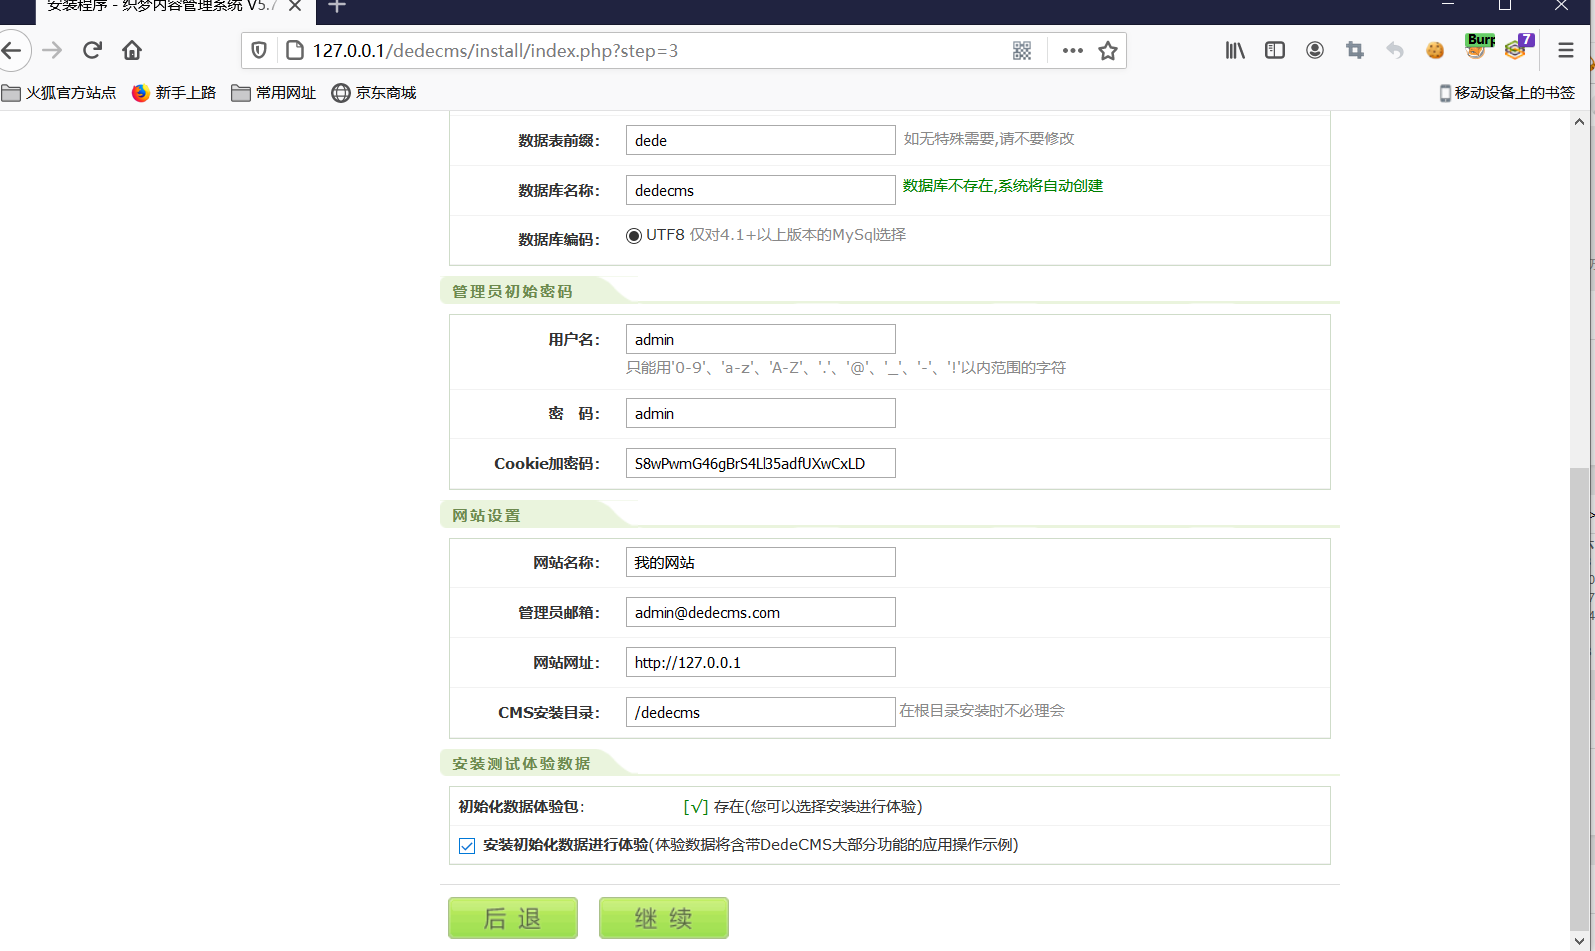 安装程序 - 织梦内容管理系统 V5.7
127.0.0.1/dedecms/install/index.php?step=3
Burp
7
火狐官方站点
新手上路
常用网址
京东商城
移动设备上的书签
数据表前缀： dede 如无特殊需要,请不要修改
数据库名称： dedecms 数据库不存在,系统将自动创建
数据库编码： UTF8 仅对4.1+以上版本的MySql选择
管理员初始密码
用户名： admin
只能用'0-9'、'a-z'、'A-Z'、'.'、'@'、'_'、'-'、'!'以内范围的字符
密 码： admin
Cookie加密码： S8wPwmG46gBrS4Ll35adfUXwCxLD
网站设置
网站名称： 我的网站
管理员邮箱： admin@dedecms.com
网站网址： http://127.0.0.1
CMS安装目录： /dedecms 在根目录安装时不必理会
安装测试体验数据
初始化数据体验包： [√] 存在(您可以选择安装进行体验)
安装初始化数据进行体验(体验数据将含带DedeCMS大部分功能的应用操作示例)
后 退
继 续